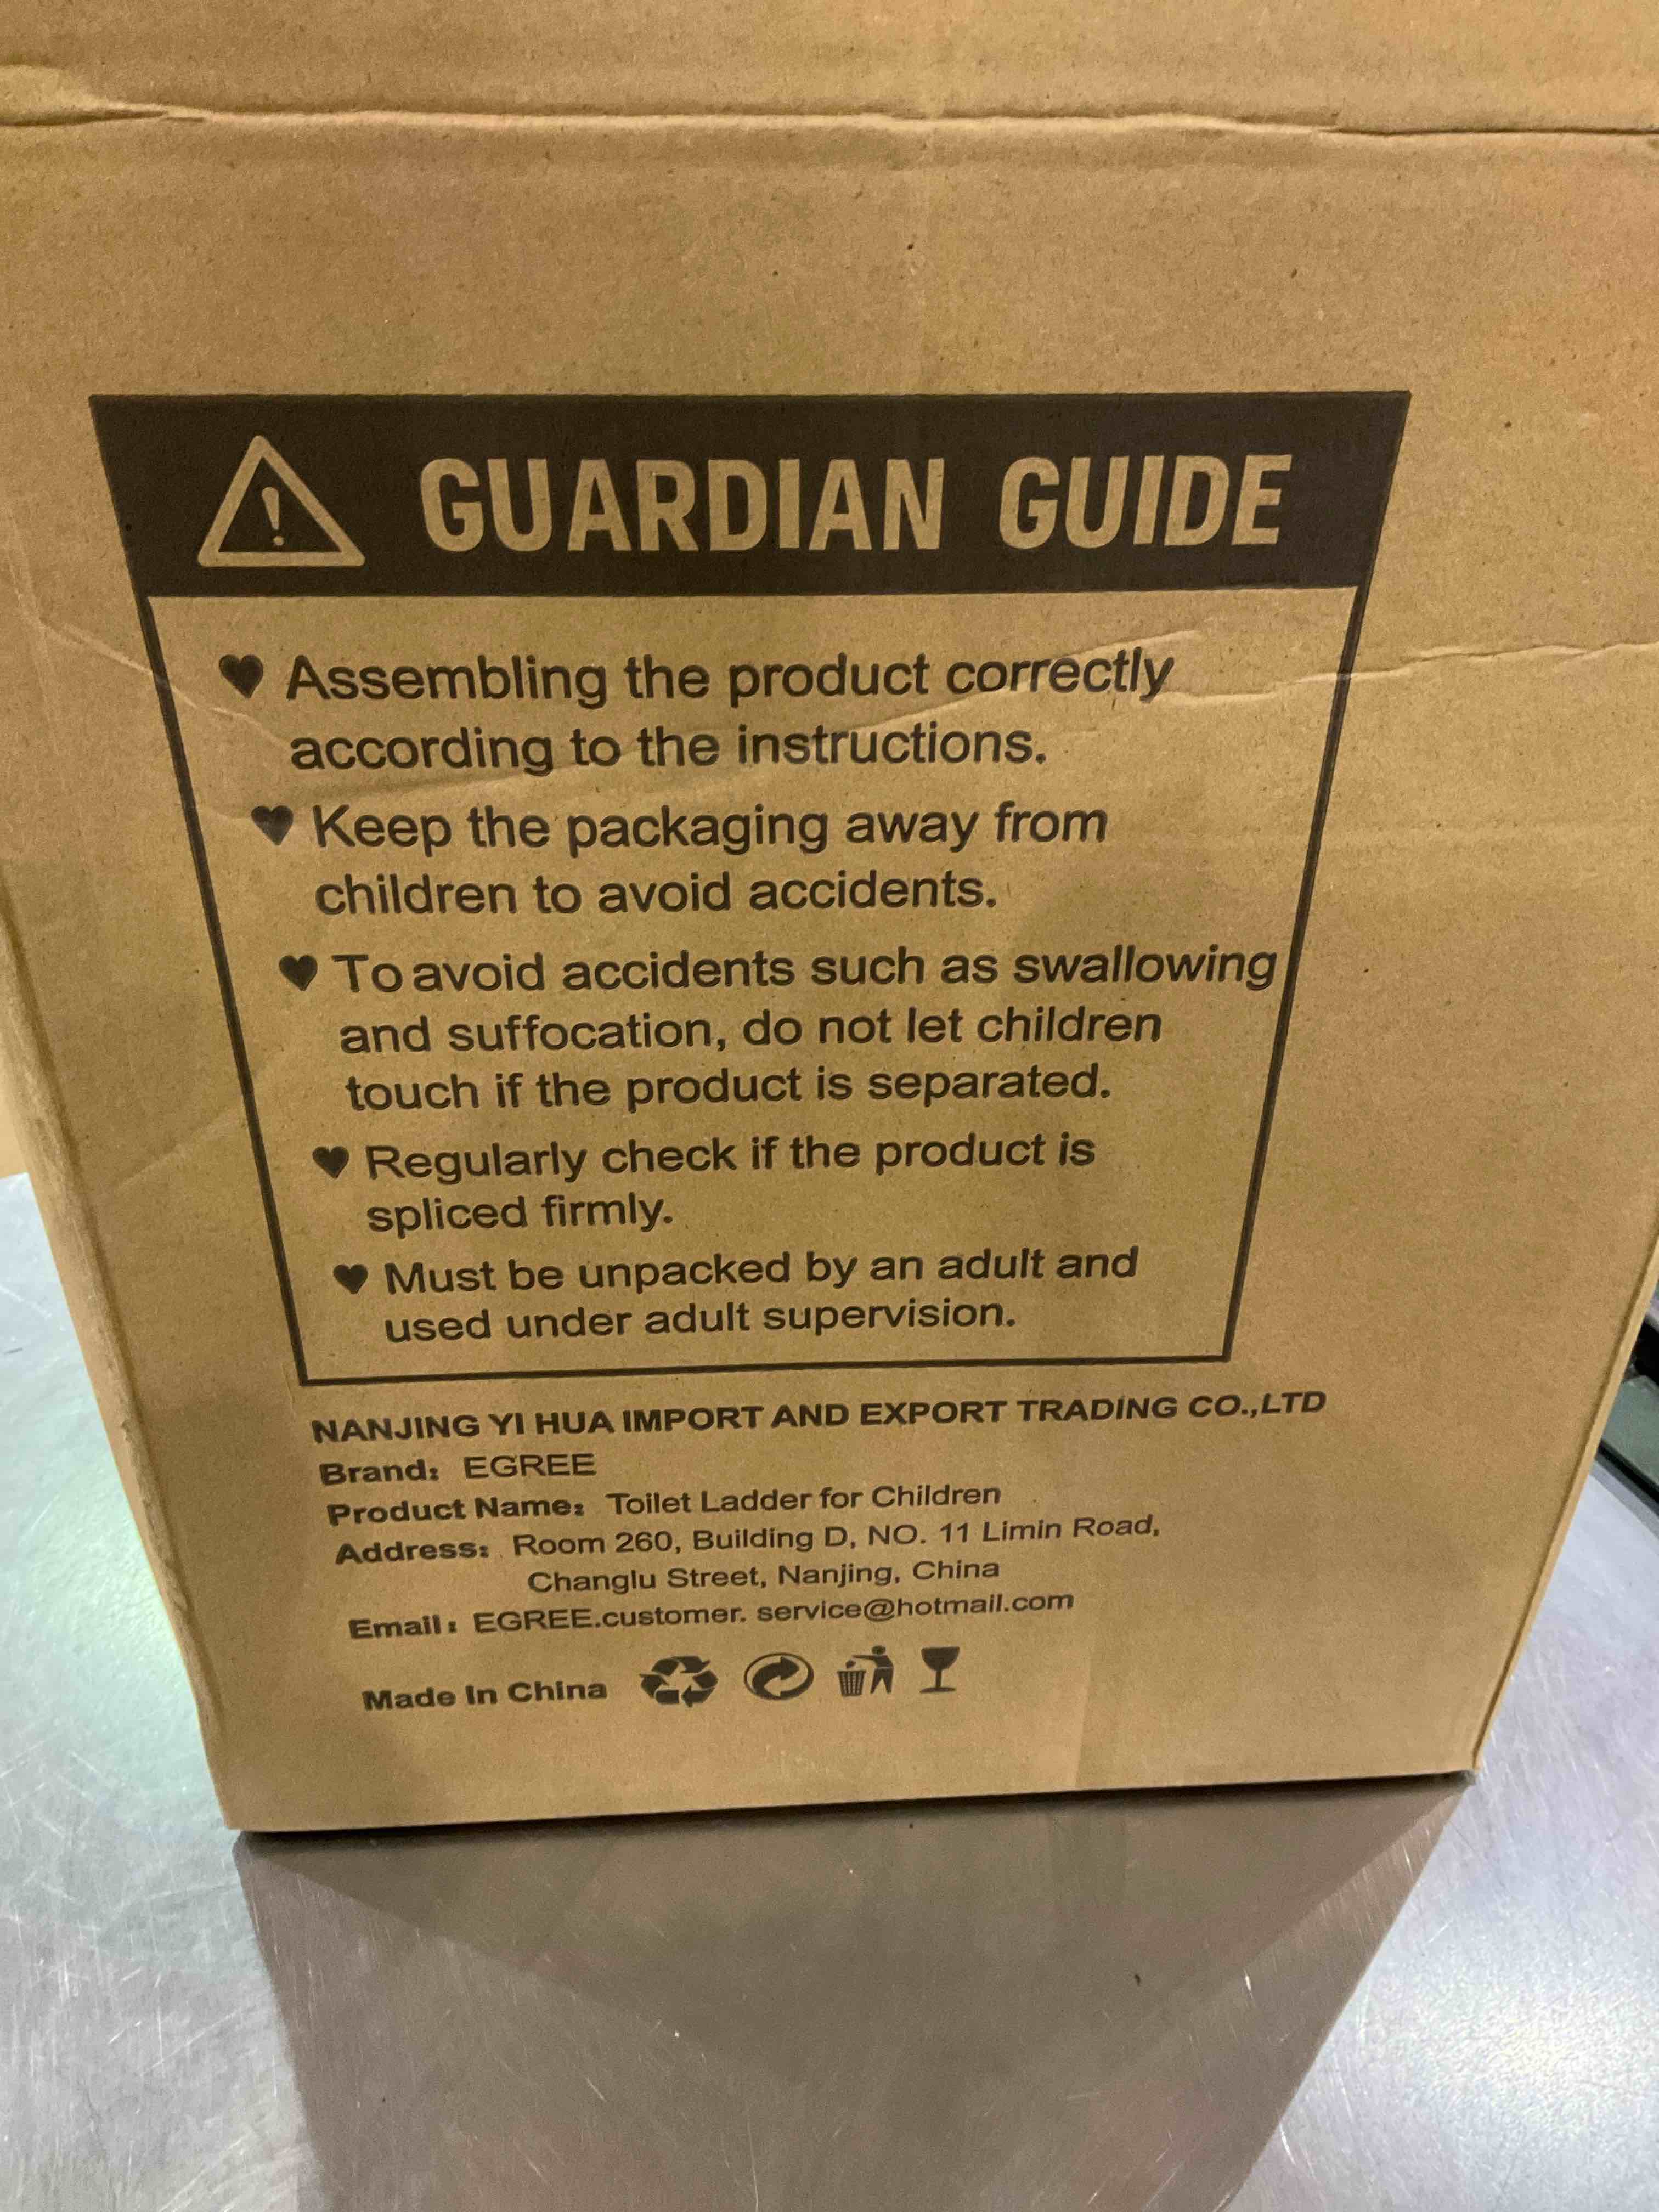 GUARDIAN GUIDE
♥ Assembling the product correctly
according to the instructions.
♥ Keep the packaging away from
children to avoid accidents.
♥ To avoid accidents such as swallowing
and suffocation, do not let children
touch if the product is separated.
♥ Regularly check if the product is
spliced firmly.
♥ Must be unpacked by an adult and
used under adult supervision.
NANJING YI HUA IMPORT AND EXPORT TRADING CO.,LTD
Brand: EGREE
Product Name: Toilet Ladder for Children
Address: Room 260, Building D, NO. 11 Limin Road,
Changlu Street, Nanjing, China
Email: EGREE.customer. service@hotmail.com
Made In China